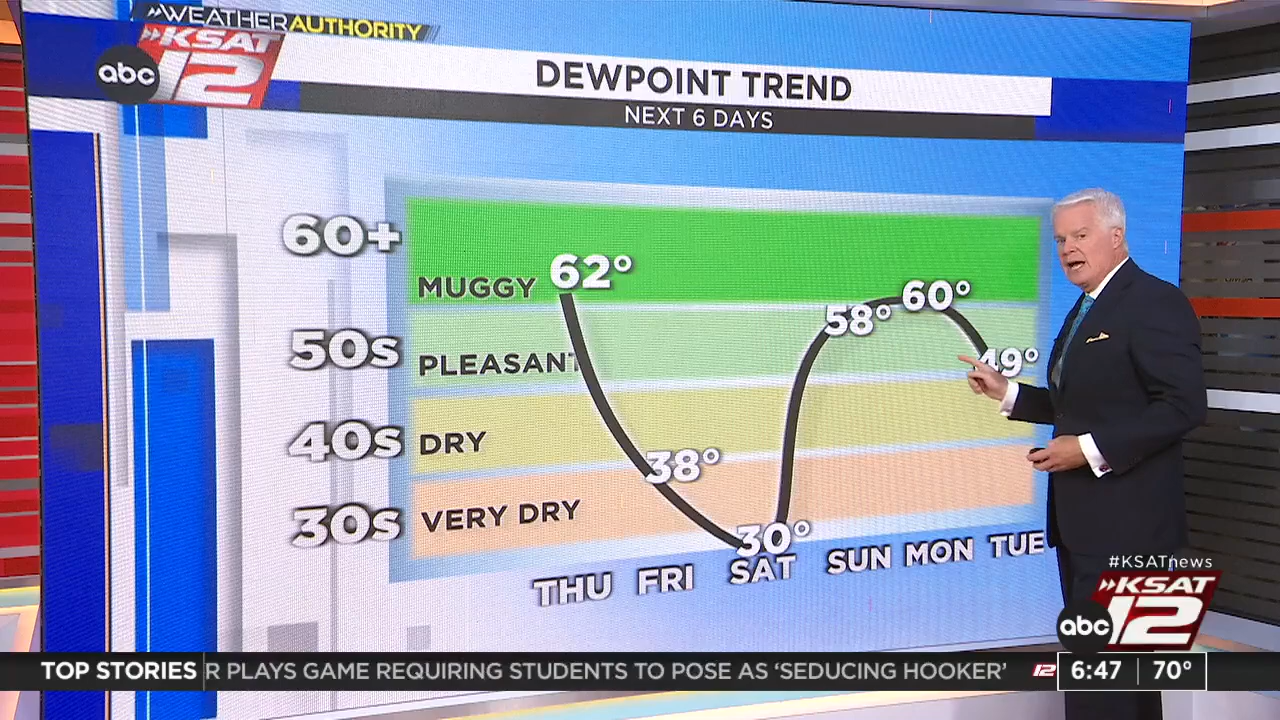 WEATHERAUTHORITY
KSAT
abc 12
DEWPOINT TREND
NEXT 6 DAYS
60+
MUGGY
62°
50s
PLEASANT
58°
60°
49°
40s
DRY
38°
30s
VERY DRY
30°
THU FRI SAT SUN MON TUE
#KSATnews
KSAT
abc 12
TOP STORIES R PLAYS GAME REQUIRING STUDENTS TO POSE AS ‘SEDUCING HOOKER’ 12 6:47 70°